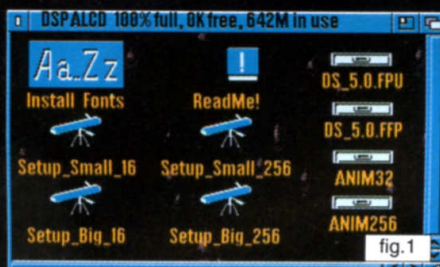 DSPALCD 100% full, 0K free, 642M in use
Aa..Zz
!
DS_5.0.FPU
Install Fonts
ReadMe!
DS_5.0.FFP
Setup_Small_16
Setup_Small_256
ANIM32
ANIM256
Setup_Big_16
Setup_Big_256
fig.1